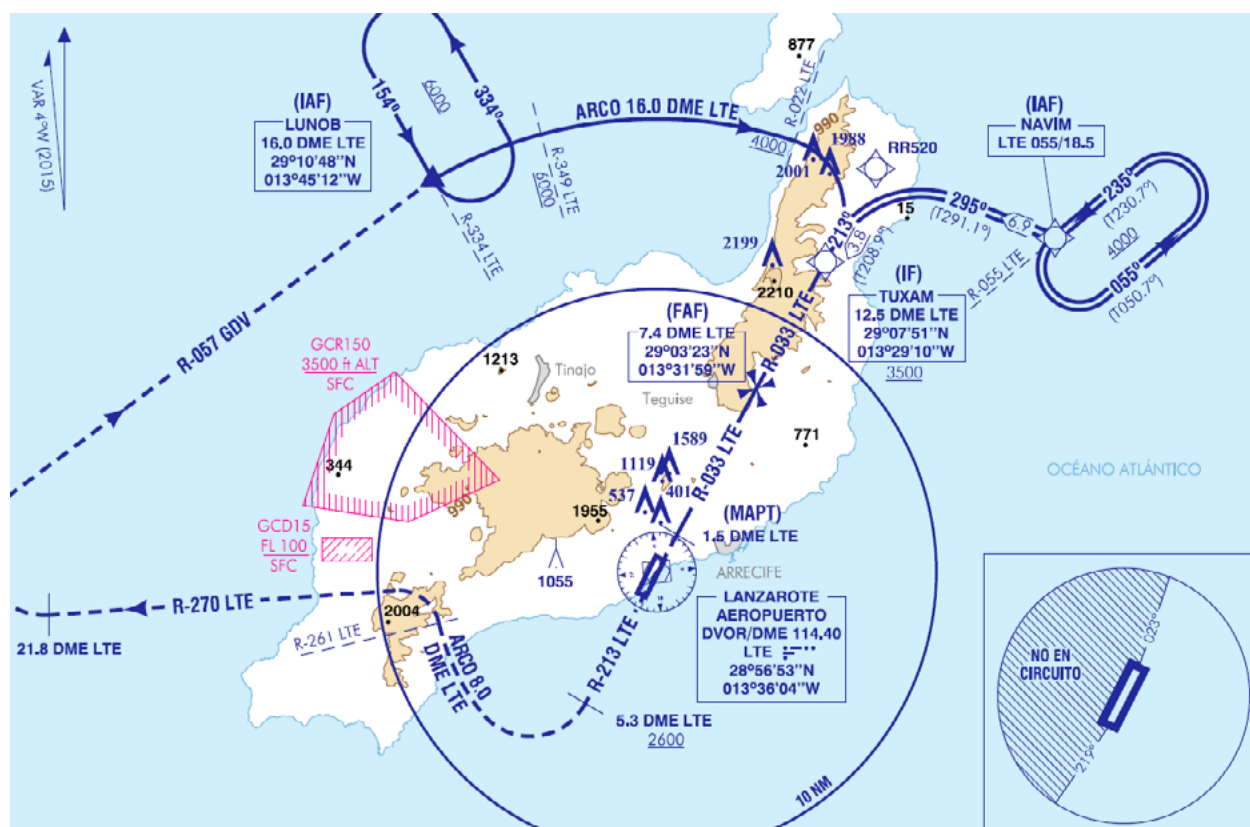 VAR 4°W (2015)
(IAF)
LUNOB
16.0 DME LTE
29°10'48''N
013°45'12''W
154°
6000
334°
R-334 LTE
R-349 LTE
6000
ARCO 16.0 DME LTE
4000
877
R-022 LTE
990
1988
2001
RR520
(IAF)
NAVIM
LTE 055/18.5
15
295°
(T291.1°)
6.9
235°
(T230.7°)
4000
055°
(T050.7°)
R-055 LTE
213°
3.8
(T208.9°)
2199
2210
(IF)
TUXAM
12.5 DME LTE
29°07'51''N
013°29'10''W
3500
(FAF)
7.4 DME LTE
29°03'23''N
013°31'59''W
R-033 LTE
R-057 GDV
GCR150
3500 ft ALT
SFC
1213
Tinajo
Teguise
771
344
990
1589
1119
537
401
R-033 LTE
1955
(MAPT)
1.5 DME LTE
OCÉANO ATLÁNTICO
GCD15
FL 100
SFC
1055
ARRECIFE
LANZAROTE
AEROPUERTO
DVOR/DME 114.40
LTE
28°56'53''N
013°36'04''W
R-270 LTE
2004
21.8 DME LTE
R-261 LTE
ARCO 8.0
DME LTE
R-213 LTE
5.3 DME LTE
2600
10 NM
NO EN
CIRCUITO
023°
219°